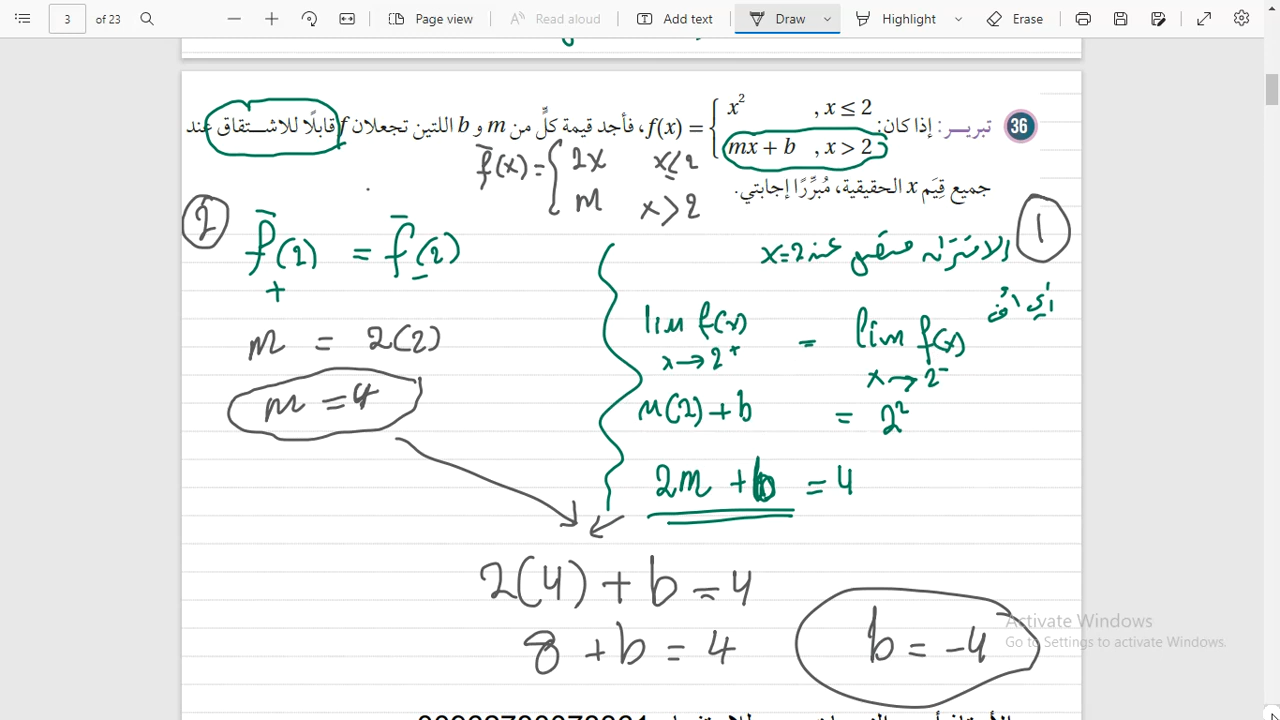 3 of 23 Page view Read aloud Add text Draw Highlight Erase
36 تبرير: إذا كان: f(x) = { x² , x ≤ 2
mx + b , x > 2 ، فأجد قيمة كلٍّ من m و b اللتين تجعلان f قابلًا للاشتقاق عند
جميع قِيَم x الحقيقية، مُبرِّرًا إجابتي.
f̄(x) = { 2x x ≤ 2
m x > 2
1
الاقتران متصل عند x=2
أي أن
lim f(x) = lim f(x)
x→2⁺ x→2⁻
m(2) + b = 2²
2m + b = 4
2
f̄₊(2) = f̄₋(2)
m = 2(2)
m = 4
2(4) + b = 4
8 + b = 4
b = -4
Activate Windows
Go to Settings to activate Windows.